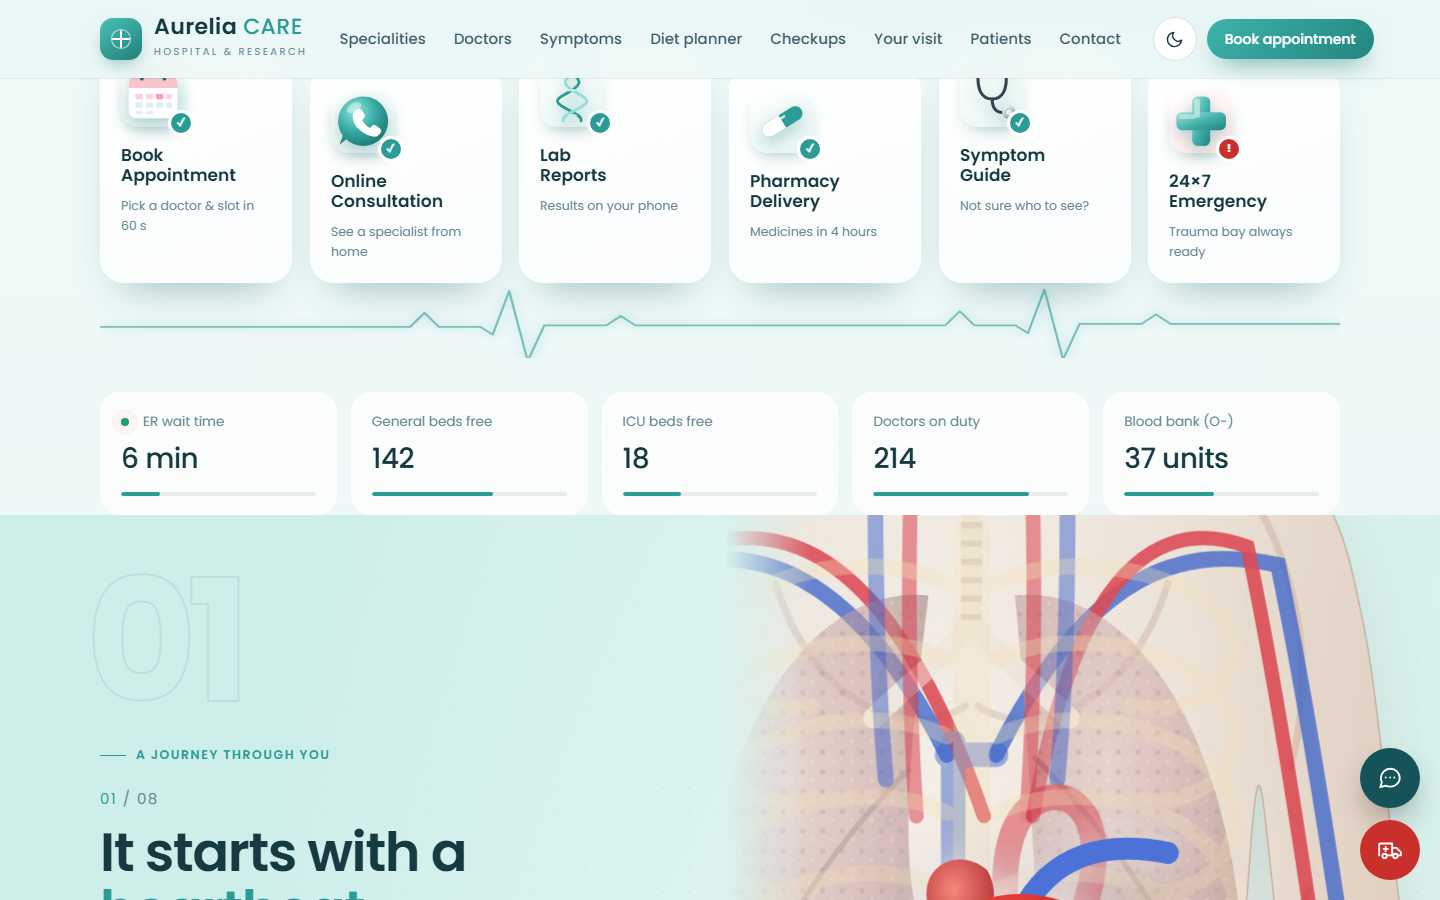 Aurelia CARE
HOSPITAL & RESEARCH
Specialities
Doctors
Symptoms
Diet planner
Checkups
Your visit
Patients
Contact
Book appointment
Book
Appointment
Pick a doctor & slot in
60 s
Online
Consultation
See a specialist from
home
Lab
Reports
Results on your phone
Pharmacy
Delivery
Medicines in 4 hours
Symptom
Guide
Not sure who to see?
24×7
Emergency
Trauma bay always
ready
ER wait time
6 min
General beds free
142
ICU beds free
18
Doctors on duty
214
Blood bank (O-)
37 units
01
A JOURNEY THROUGH YOU
01 / 08
It starts with a
heartbeat